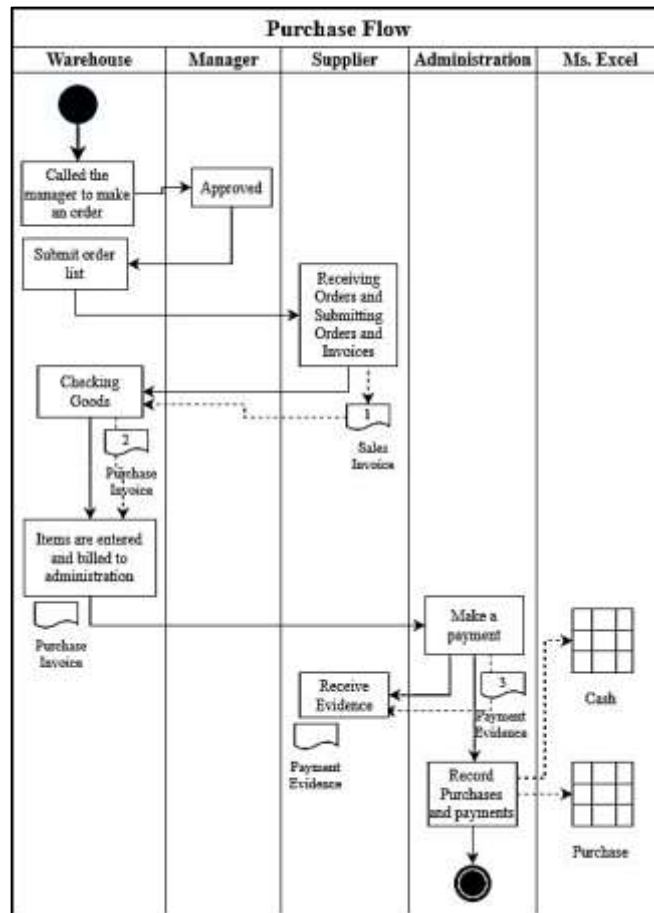 Purchase Flow
Warehouse
Manager
Supplier
Administration
Ms. Excel
Called the
manager to make
an order
Approved
Submit order
list
Receiving
Orders and
Submitting
Orders and
Invoices
Checking
Goods
1
Sales
Invoice
2
Purchase
Invoice
Items are entered
and billed to
administration
Purchase
Invoice
Make a
payment
Receive
Evidence
3
Payment
Evidence
Cash
Payment
Evidence
Record
Purchases
and payments
Purchase